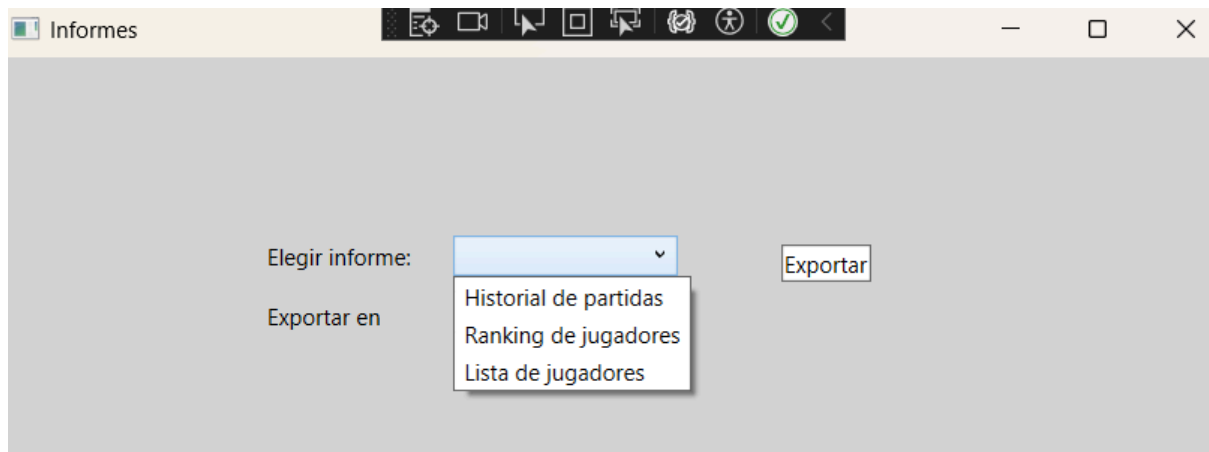 Informes
Elegir informe:
Exportar
Historial de partidas
Exportar en
Ranking de jugadores
Lista de jugadores